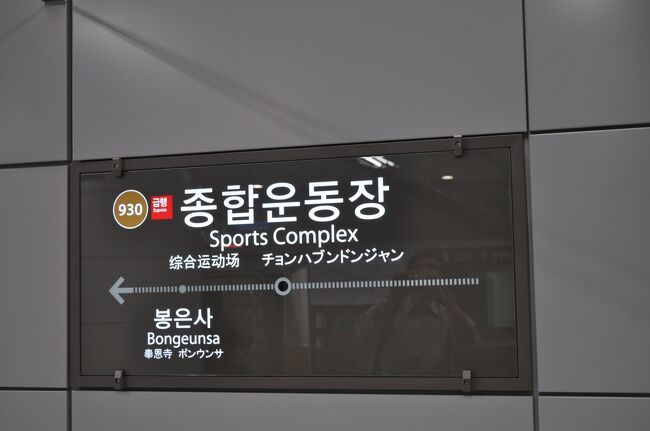 930 급행 종합운동장
Express
Sports Complex
综合运动场 チョンハブンドンジャン
봉은사
Bongeunsa
奉恩寺 ボンウンサ